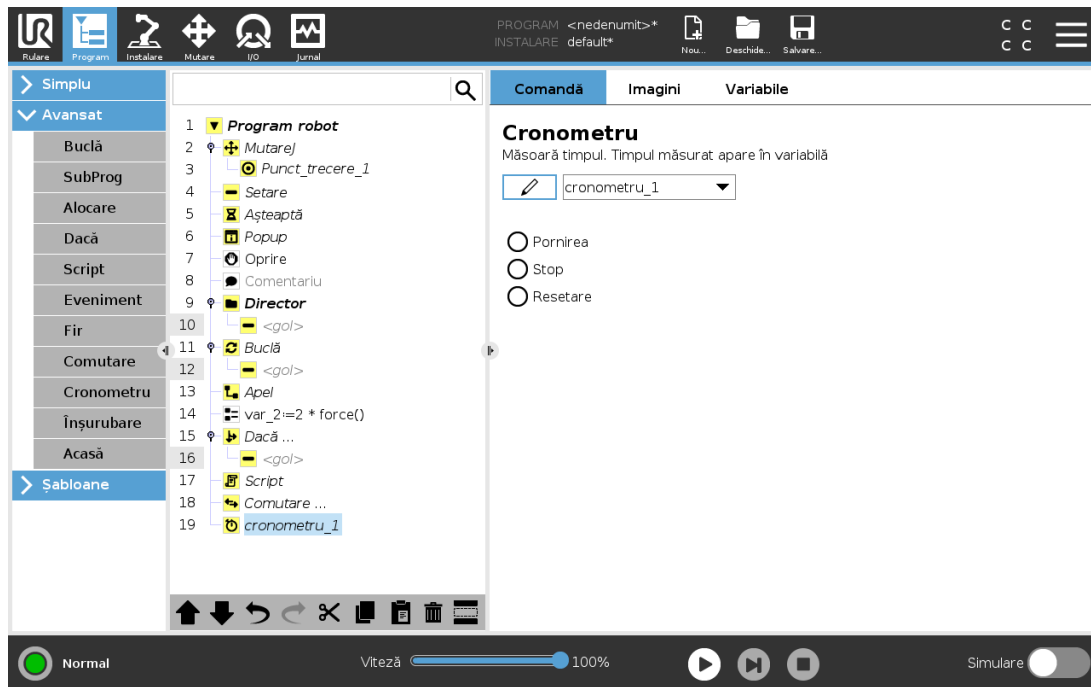 PROGRAM <nedenumit>*
INSTALARE default*
C C
C C
UR
Rulare Program Instalare Mutare I/O Jurnal
Nou... Deschide... Salvare...
Simplu
Avansat
Buclă
SubProg
Alocare
Dacă
Script
Eveniment
Fir
Comutare
Cronometru
Înșurubare
Acasă
Șabloane
1 Program robot
2 MutareJ
3 Punct_trecere_1
4 Setare
5 Așteaptă
6 Popup
7 Oprire
8 Comentariu
9 Director
10 <gol>
11 Buclă
12 <gol>
13 Apel
14 var_2≔2 * force()
15 Dacă ...
16 <gol>
17 Script
18 Comutare ...
19 cronometru_1
Comandă Imagini Variabile
Cronometru
Măsoară timpul. Timpul măsurat apare în variabilă
cronometru_1
Pornirea
Stop
Resetare
Normal
Viteză 100%
Simulare